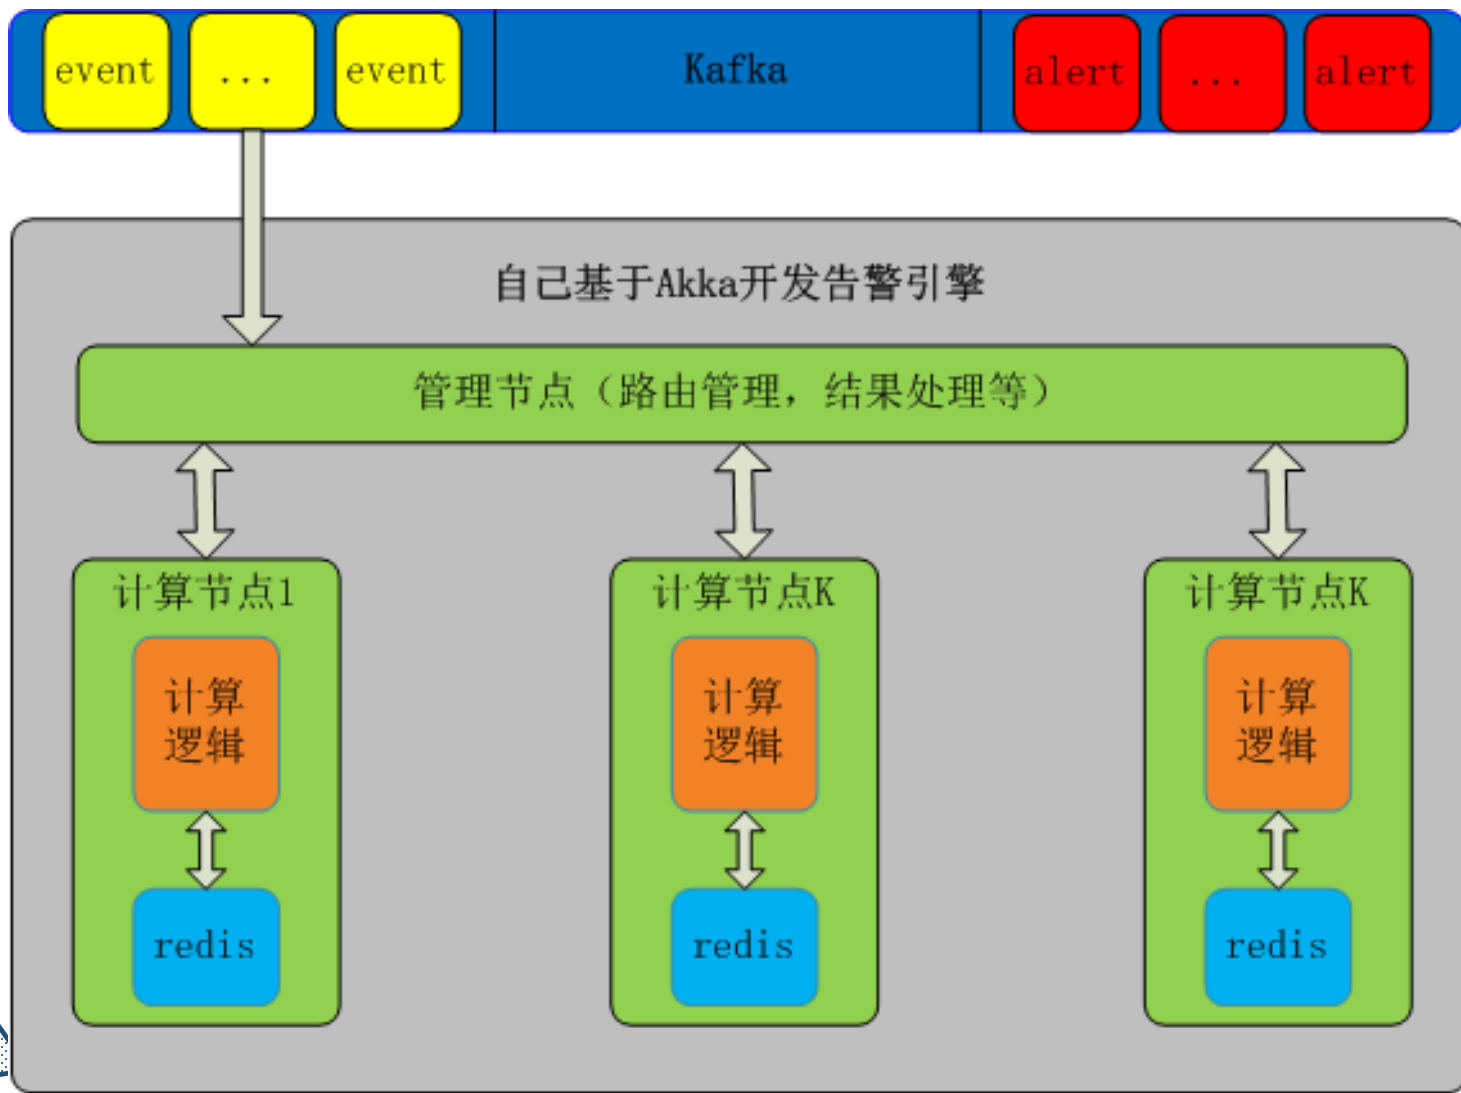 event
...
event
Kafka
alert
...
alert
自己基于Akka开发告警引擎
管理节点（路由管理，结果处理等）
计算节点1
计算节点K
计算节点K
计算
逻辑
计算
逻辑
计算
逻辑
redis
redis
redis